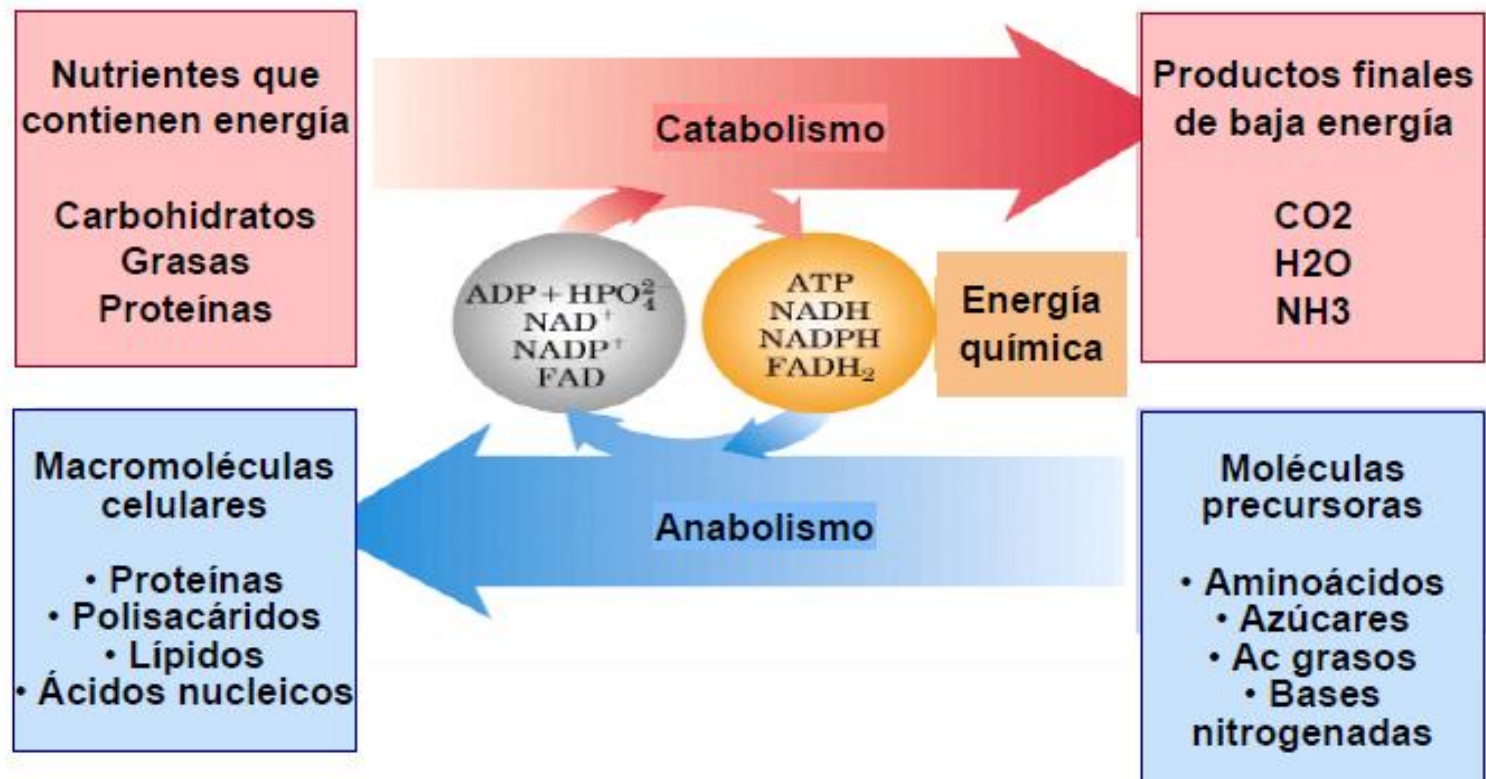 Nutrientes que
contienen energía
Carbohidratos
Grasas
Proteínas
Catabolismo
Productos finales
de baja energía
CO2
H2O
NH3
ADP + HPO₄²⁻
NAD⁺
NADP⁺
FAD
ATP
NADH
NADPH
FADH₂
Energía
química
Macromoléculas
celulares
• Proteínas
• Polisacáridos
• Lípidos
• Ácidos nucleicos
Anabolismo
Moléculas
precursoras
• Aminoácidos
• Azúcares
• Ac grasos
• Bases
nitrogenadas